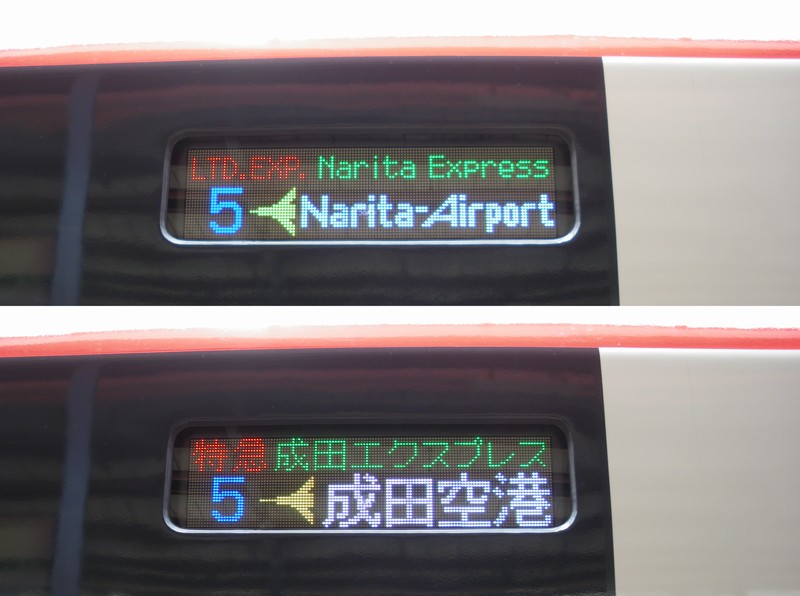 LTD.EXP. Narita Express
5 Narita-Airport
特急 成田エクスプレス
5 成田空港